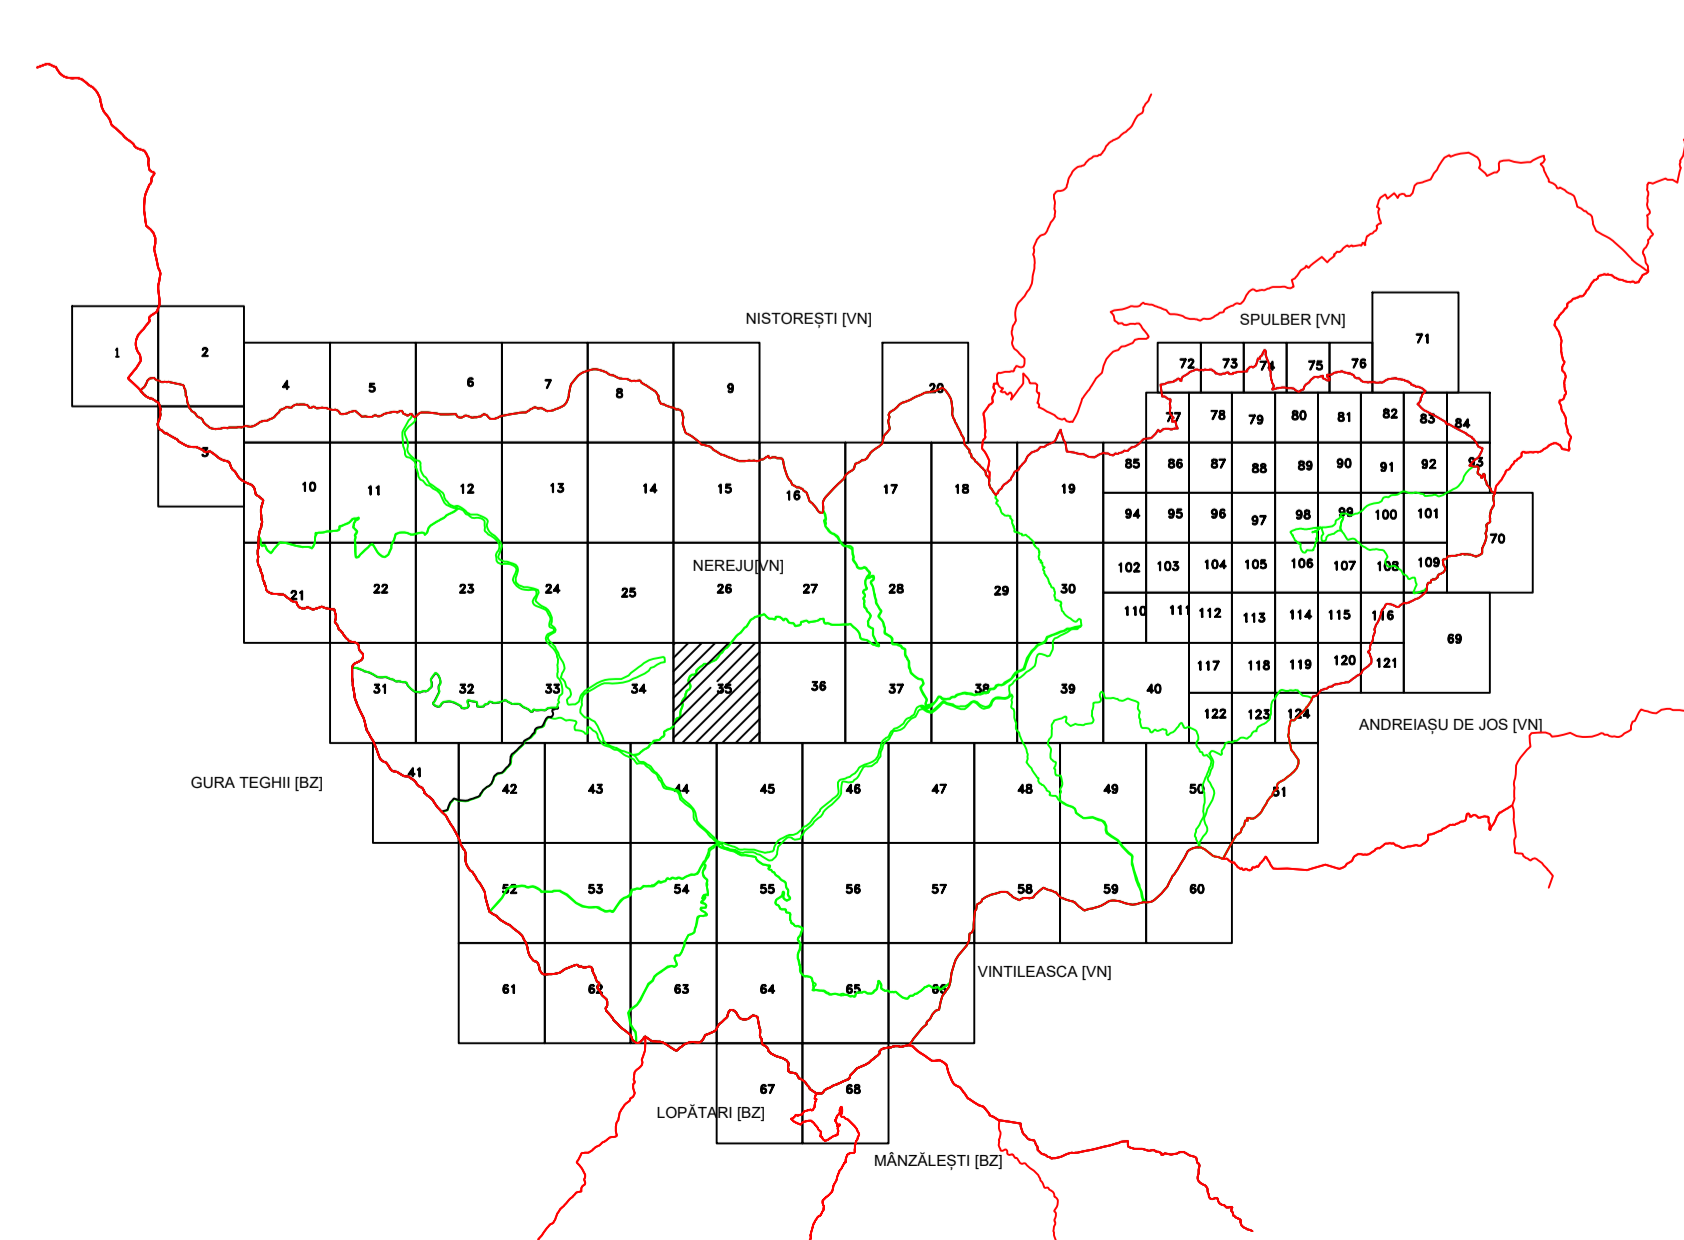 NISTOREȘTI [VN]
SPULBER [VN]
1 2 71
4 5 6 7 8 9 20 72 73 74 75 76
3 77 78 79 80 81 82 83 84
10 11 12 13 14 15 16 17 18 19 85 86 87 88 89 90 91 92 93
94 95 96 97 98 99 100 101
70
NEREJU[VN]
21 22 23 24 25 26 27 28 29 30 102 103 104 105 106 107 108 109
110 111 112 113 114 115 116
69
31 32 33 34 35 36 37 38 39 40 117 118 119 120 121
122 123 124
ANDREIAȘU DE JOS [VN]
GURA TEGHII [BZ]
41 42 43 44 45 46 47 48 49 50 51
52 53 54 55 56 57 58 59 60
VINTILEASCA [VN]
61 62 63 64 65 66
67 68
LOPĂTARI [BZ]
MÂNZĂLEȘTI [BZ]